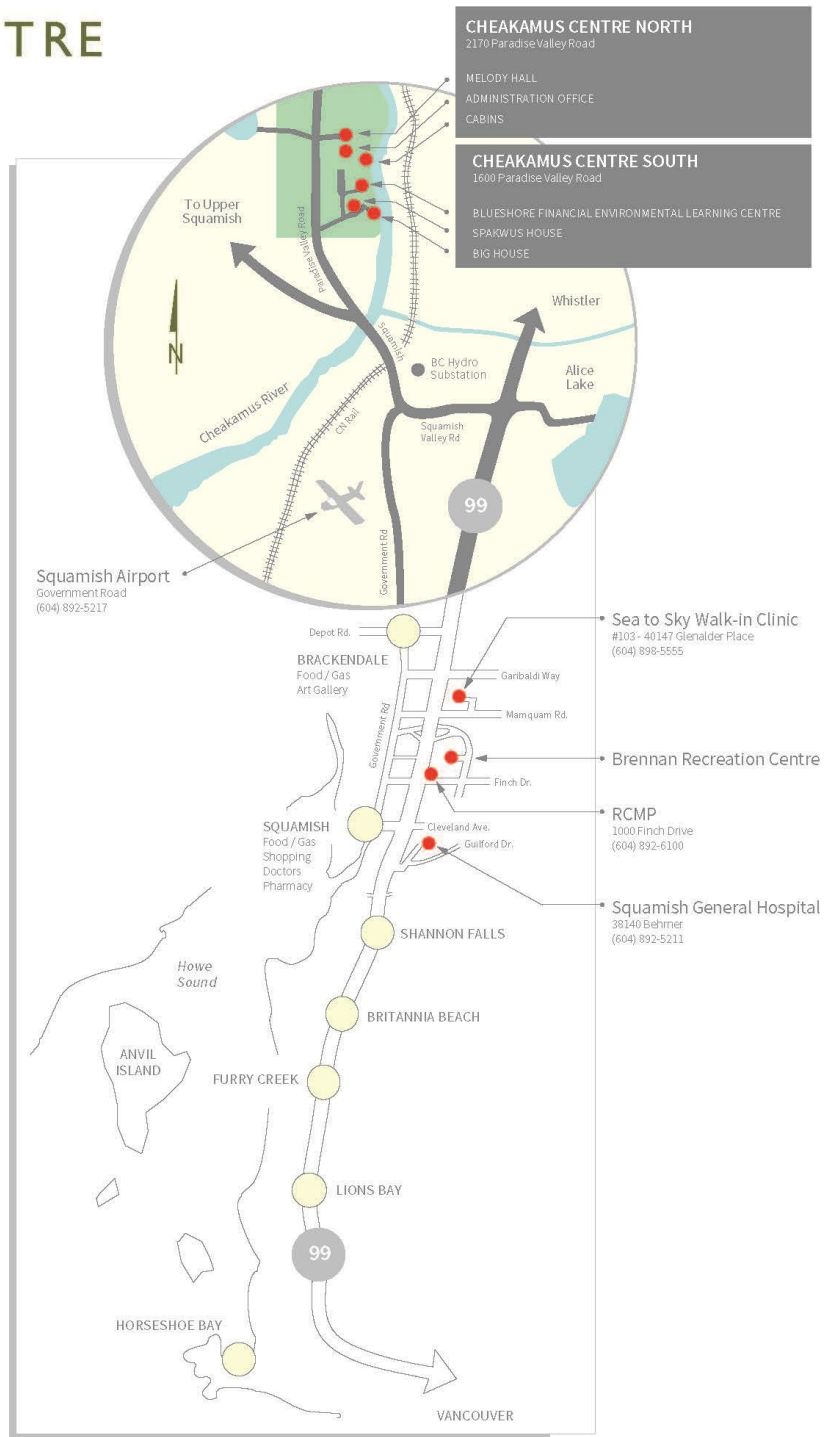 TRE
CHEAKAMUS CENTRE NORTH
2170 Paradise Valley Road
MELODY HALL
ADMINISTRATION OFFICE
CABINS
CHEAKAMUS CENTRE SOUTH
1600 Paradise Valley Road
BLUESHORE FINANCIAL ENVIRONMENTAL LEARNING CENTRE
SPAKWUS HOUSE
BIG HOUSE
To Upper
Squamish
Paradise Valley Road
N
Whistler
Squamish
BC Hydro
Substation
Alice
Lake
Cheakamus River
CN Rail
Squamish
Valley Rd
99
Government Rd
Squamish Airport
Government Road
(604) 892-5217
Depot Rd.
BRACKENDALE
Food / Gas
Art Gallery
Sea to Sky Walk-in Clinic
#103 - 40147 Glenalder Place
(604) 898-5555
Garibaldi Way
Mamquam Rd.
Government Rd
Brennan Recreation Centre
Finch Dr.
RCMP
1000 Finch Drive
(604) 892-6100
SQUAMISH
Food / Gas
Shopping
Doctors
Pharmacy
Cleveland Ave.
Guilford Dr.
Squamish General Hospital
38140 Behrner
(604) 892-5211
SHANNON FALLS
Howe
Sound
BRITANNIA BEACH
ANVIL
ISLAND
FURRY CREEK
LIONS BAY
99
HORSESHOE BAY
VANCOUVER